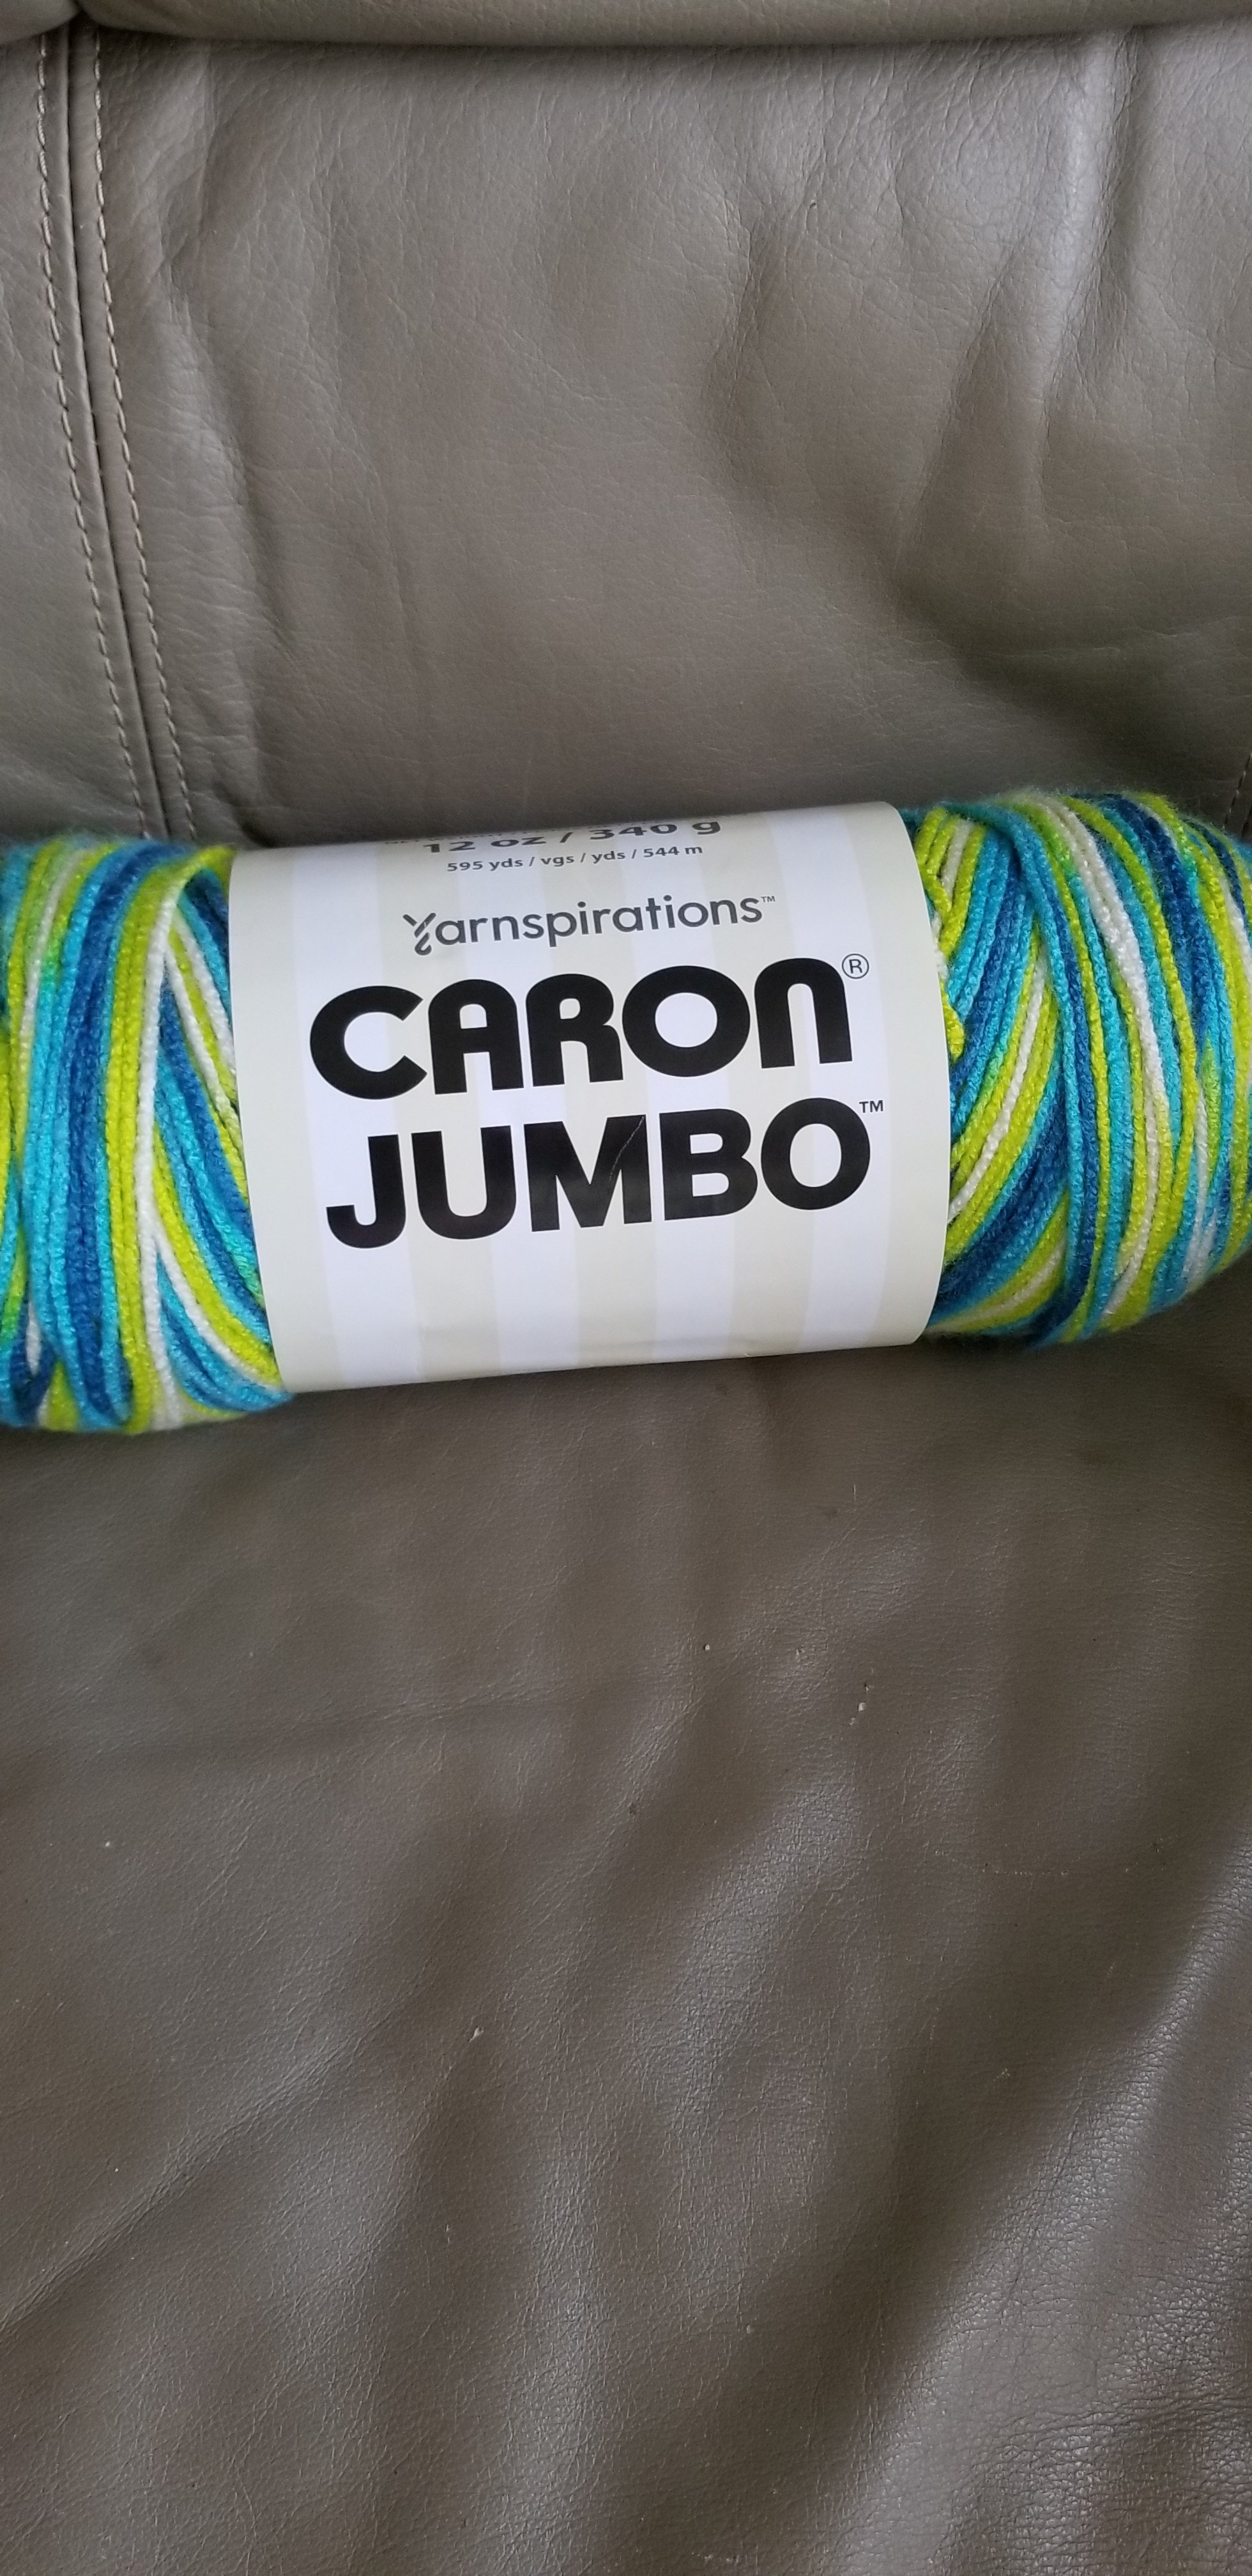 12 oz / 340 g
595 yds / vgs / yds / 544 m
Yarnspirations™
CARON®
JUMBO™